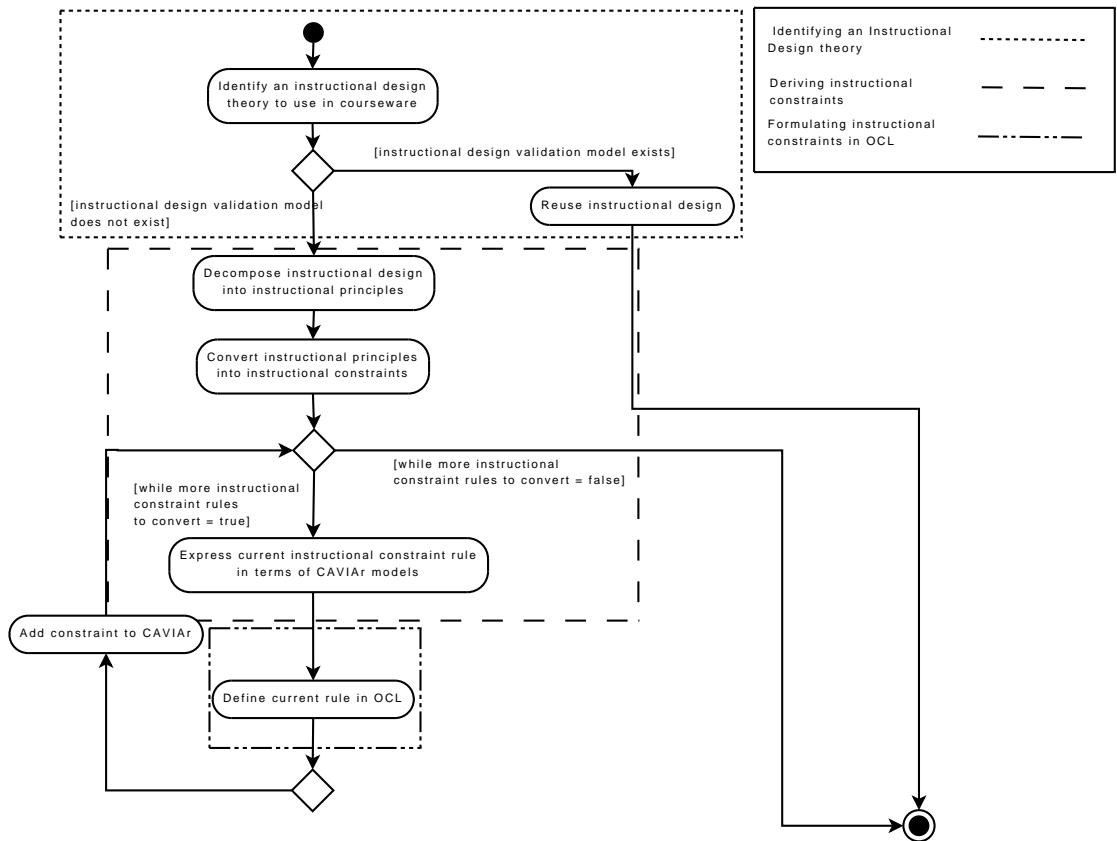 Identify an instructional design
theory to use in courseware
[instructional design validation model exists]
[instructional design validation model
does not exist]
Reuse instructional design
Decompose instructional design
into instructional principles
Convert instructional principles
into instructional constraints
[while more instructional
constraint rules to convert = false]
[while more instructional
constraint rules
to convert = true]
Express current instructional constraint rule
in terms of CAVIAr models
Add constraint to CAVIAr
Define current rule in OCL
Identifying an Instructional
Design theory
Deriving instructional
constraints
Formulating instructional
constraints in OCL